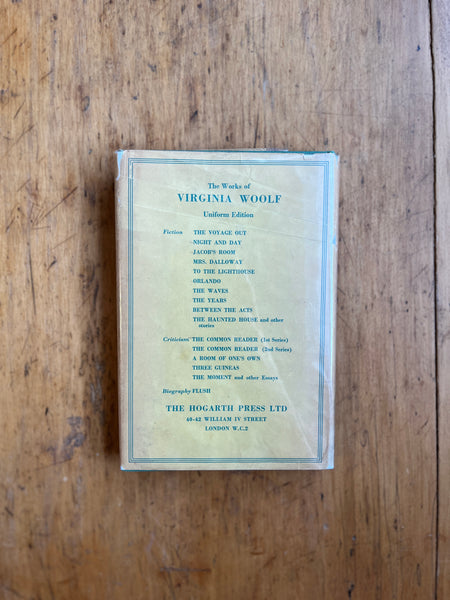 The Works of
VIRGINIA WOOLF
Uniform Edition
Fiction THE VOYAGE OUT
NIGHT AND DAY
JACOB'S ROOM
MRS. DALLOWAY
TO THE LIGHTHOUSE
ORLANDO
THE WAVES
THE YEARS
BETWEEN THE ACTS
THE HAUNTED HOUSE and other
stories
Criticism THE COMMON READER (1st Series)
THE COMMON READER (2nd Series)
A ROOM OF ONE'S OWN
THREE GUINEAS
THE MOMENT and other Essays
Biography FLUSH
THE HOGARTH PRESS LTD
40-42 WILLIAM IV STREET
LONDON W.C.2